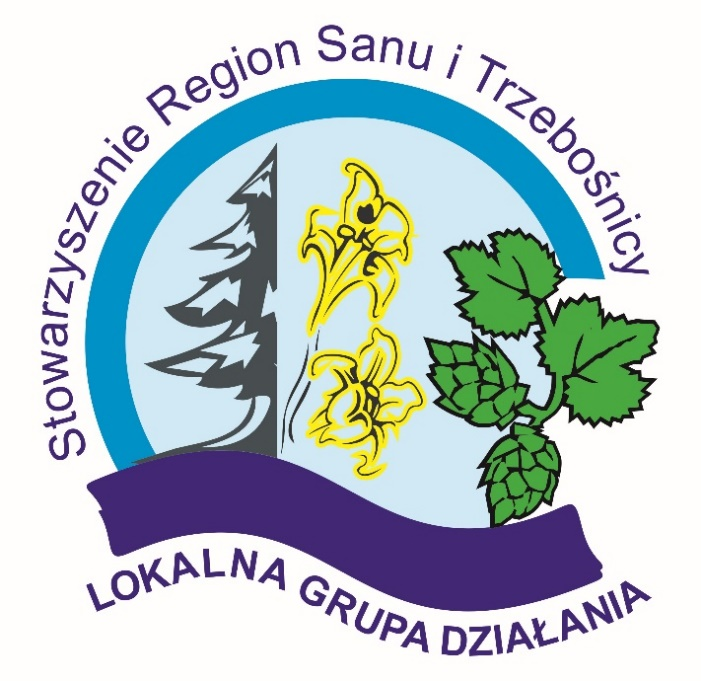 Stowarzyszenie Region Sanu i Trzebośnicy
LOKALNA GRUPA DZIAŁANIA